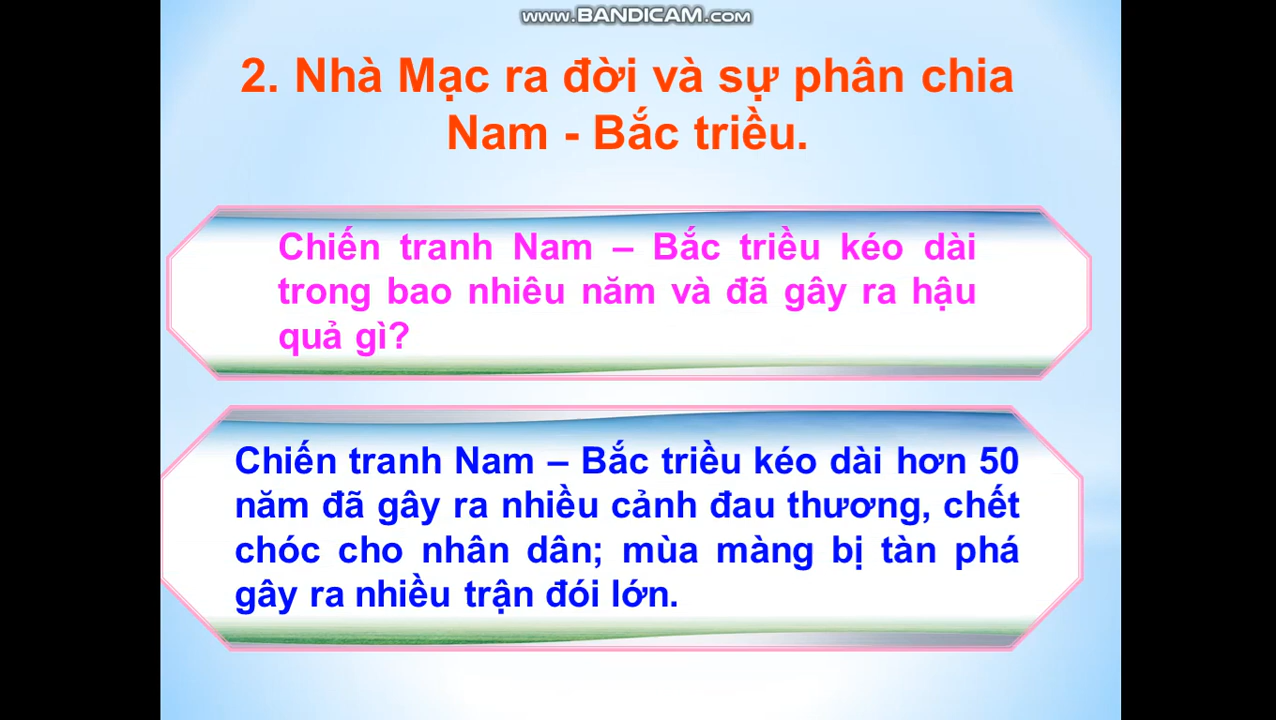 www.BANDICAM.com
2. Nhà Mạc ra đời và sự phân chia
Nam - Bắc triều.
Chiến tranh Nam – Bắc triều kéo dài
trong bao nhiêu năm và đã gây ra hậu
quả gì?
Chiến tranh Nam – Bắc triều kéo dài hơn 50
năm đã gây ra nhiều cảnh đau thương, chết
chóc cho nhân dân; mùa màng bị tàn phá
gây ra nhiều trận đói lớn.